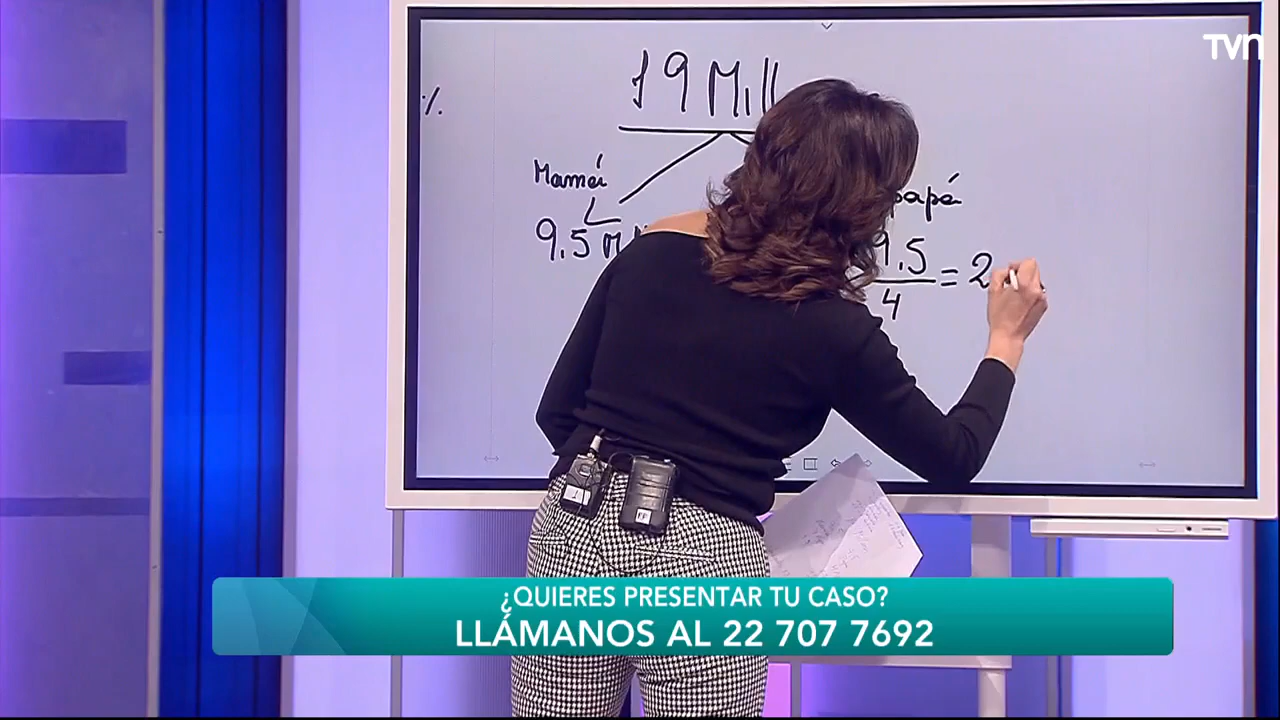 TVN
19 Mill
%
Mamá
papá
9.5 M
9.5
4
= 2
¿QUIERES PRESENTAR TU CASO?
LLÁMANOS AL 22 707 7692